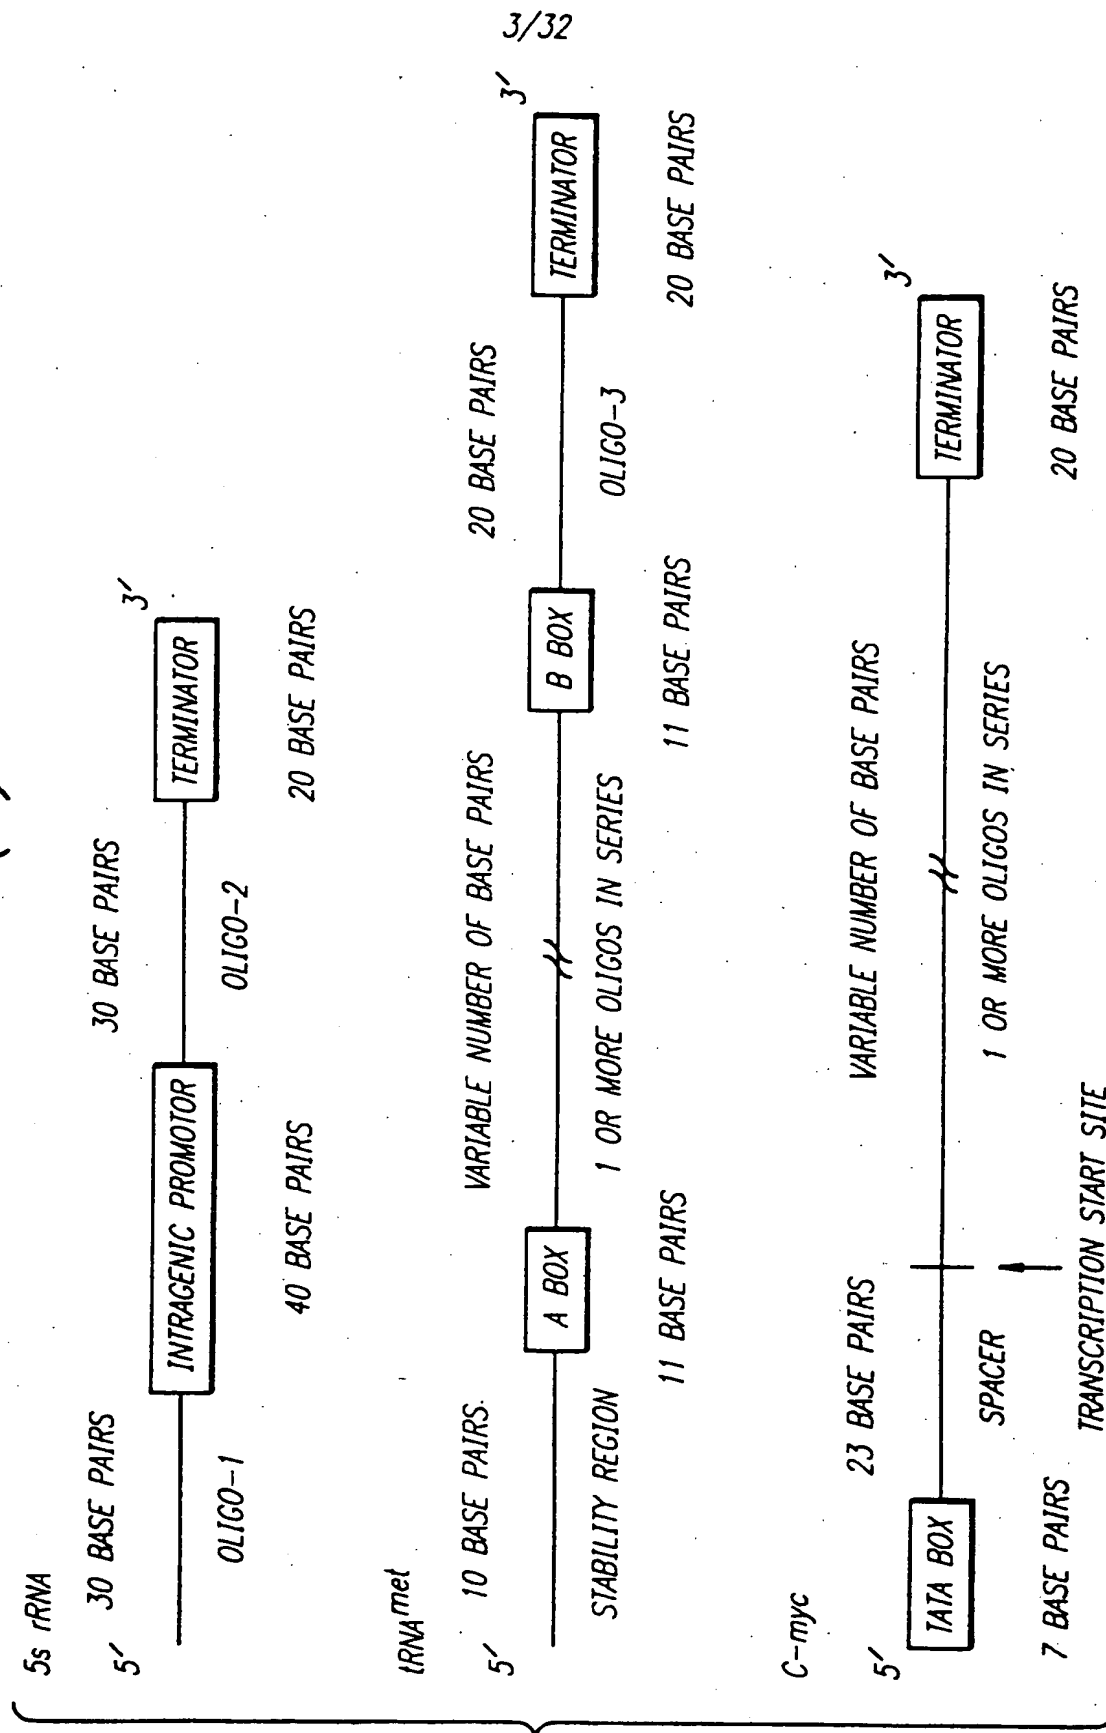 3/32
5s rRNA
5′ 30 BASE PAIRS 30 BASE PAIRS 3′
INTRAGENIC PROMOTOR TERMINATOR
OLIGO-1 OLIGO-2
40 BASE PAIRS 20 BASE PAIRS
tRNAmet
5′ 10 BASE PAIRS. VARIABLE NUMBER OF BASE PAIRS 20 BASE PAIRS 3′
A BOX B BOX TERMINATOR
STABILITY REGION 1 OR MORE OLIGOS IN SERIES OLIGO-3
11 BASE PAIRS 11 BASE PAIRS 20 BASE PAIRS
C-myc
5′ 23 BASE PAIRS VARIABLE NUMBER OF BASE PAIRS 3′
TATA BOX TERMINATOR
SPACER 1 OR MORE OLIGOS IN SERIES
7 BASE PAIRS TRANSCRIPTION START SITE 20 BASE PAIRS